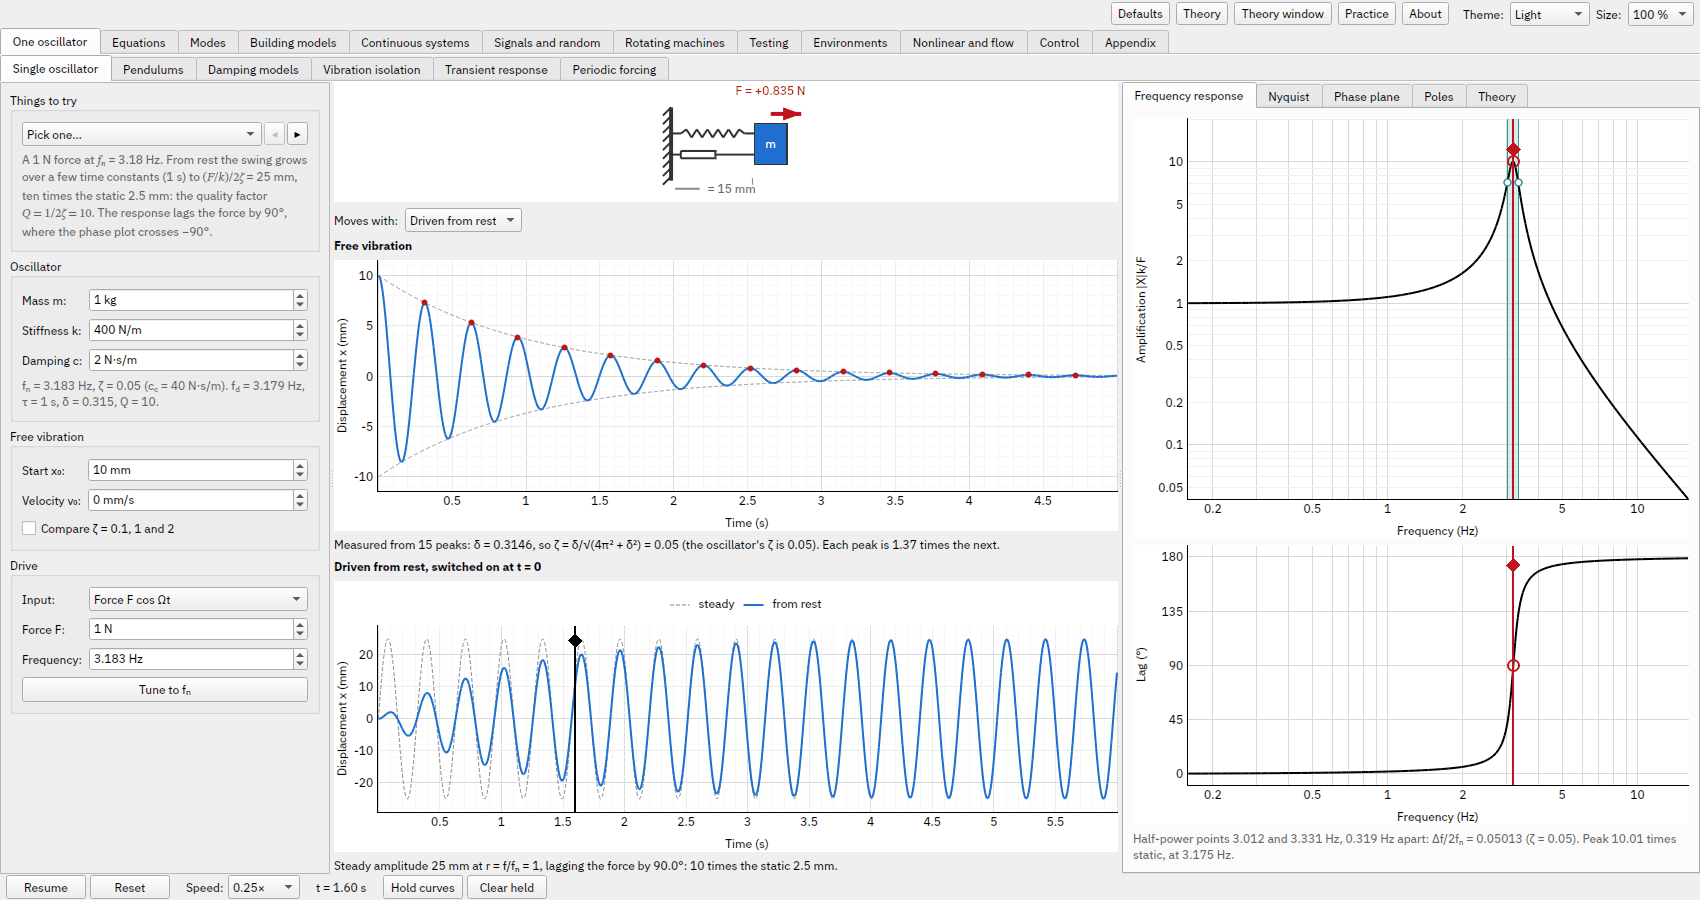 Defaults Theory Theory window Practice About Theme: Light Size: 100 %
One oscillator Equations Modes Building models Continuous systems Signals and random Rotating machines Testing Environments Nonlinear and flow Control Appendix
Single oscillator Pendulums Damping models Vibration isolation Transient response Periodic forcing
Things to try
Pick one...
A 1 N force at fₙ = 3.18 Hz. From rest the swing grows
over a few time constants (1 s) to (F/k)/2ζ = 25 mm,
ten times the static 2.5 mm: the quality factor
Q = 1/2ζ = 10. The response lags the force by 90°,
where the phase plot crosses −90°.
Oscillator
Mass m: 1 kg
Stiffness k: 400 N/m
Damping c: 2 N·s/m
fₙ = 3.183 Hz, ζ = 0.05 (c꜀ = 40 N·s/m). f_d = 3.179 Hz,
τ = 1 s, δ = 0.315, Q = 10.
Free vibration
Start x₀: 10 mm
Velocity v₀: 0 mm/s
Compare ζ = 0.1, 1 and 2
Drive
Input: Force F cos Ωt
Force F: 1 N
Frequency: 3.183 Hz
Tune to fₙ
F = +0.835 N
m
= 15 mm
Moves with: Driven from rest
Free vibration
Displacement x (mm)
10
5
0
-5
-10
0.5 1 1.5 2 2.5 3 3.5 4 4.5
Time (s)
Measured from 15 peaks: δ = 0.3146, so ζ = δ/√(4π² + δ²) = 0.05 (the oscillator's ζ is 0.05). Each peak is 1.37 times the next.
Driven from rest, switched on at t = 0
steady from rest
Displacement x (mm)
20
10
0
-10
-20
0.5 1 1.5 2 2.5 3 3.5 4 4.5 5 5.5
Time (s)
Steady amplitude 25 mm at r = f/fₙ = 1, lagging the force by 90.0°: 10 times the static 2.5 mm.
Frequency response Nyquist Phase plane Poles Theory
Amplification |X|k/F
10
5
2
1
0.5
0.2
0.1
0.05
0.2 0.5 1 2 5 10
Frequency (Hz)
Lag (°)
180
135
90
45
0
0.2 0.5 1 2 5 10
Frequency (Hz)
Half-power points 3.012 and 3.331 Hz, 0.319 Hz apart: Δf/2fₙ = 0.05013 (ζ = 0.05). Peak 10.01 times
static, at 3.175 Hz.
Resume Reset Speed: 0.25× t = 1.60 s Hold curves Clear held